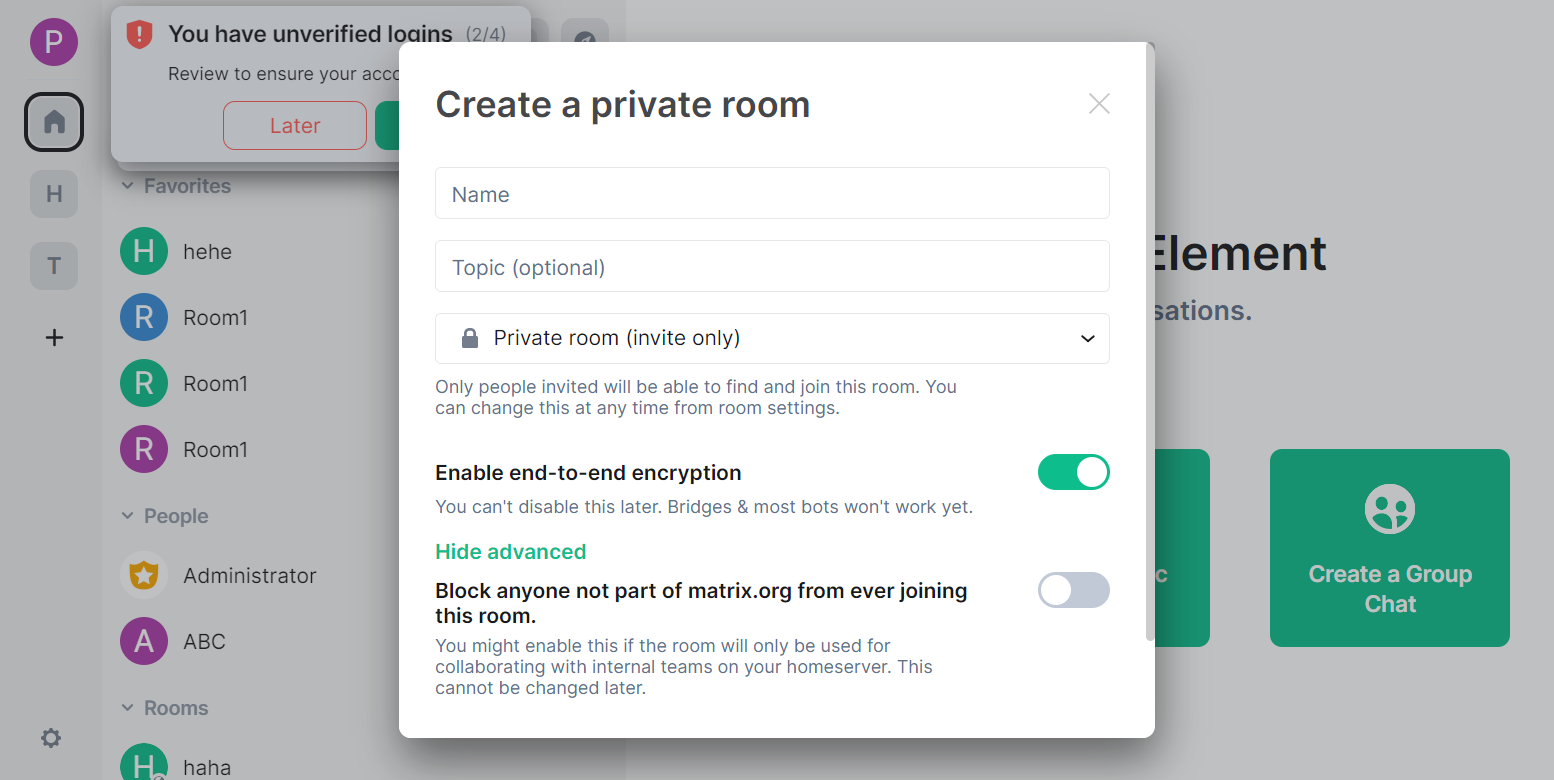 P
You have unverified logins (2/4)
Review to ensure your acco
Later
H
T
Favorites
H hehe
R Room1
R Room1
R Room1
People
Administrator
A ABC
Rooms
H haha
Create a private room
Name
Topic (optional)
Private room (invite only)
Only people invited will be able to find and join this room. You
can change this at any time from room settings.
Enable end-to-end encryption
You can't disable this later. Bridges & most bots won't work yet.
Hide advanced
Block anyone not part of matrix.org from ever joining
this room.
You might enable this if the room will only be used for
collaborating with internal teams on your homeserver. This
cannot be changed later.
Element
sations.
c
Create a Group
Chat